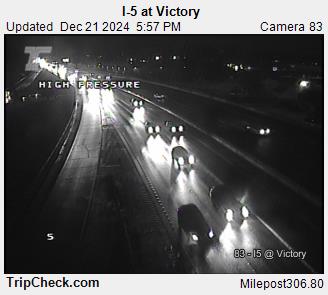 I-5 at Victory
Updated Dec 21 2024 5:57 PM Camera 83
HIGH PRESSURE
S
83 - I5 @ Victory
TripCheck.com Milepost306.80